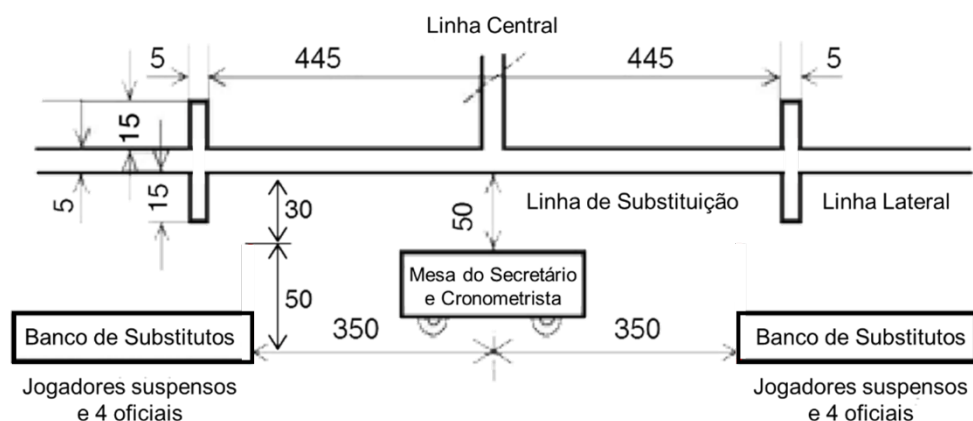 Linha Central
5 445 445 5
15
5
15
30
50
Linha de Substituição
Linha Lateral
50
Mesa do Secretário
e Cronometrista
Banco de Substitutos
350
350
Banco de Substitutos
Jogadores suspensos
e 4 oficiais
Jogadores suspensos
e 4 oficiais